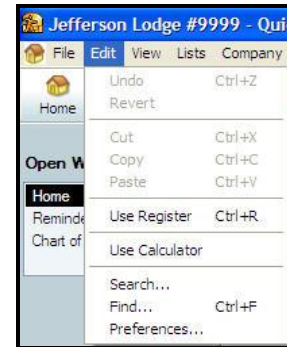 Jefferson Lodge #9999 - Qui
File Edit View Lists Company
Home
Undo Ctrl+Z
Revert
Cut Ctrl+X
Copy Ctrl+C
Paste Ctrl+V
Use Register Ctrl+R
Use Calculator
Search...
Find... Ctrl+F
Preferences...
Open W
Home
Reminde
Chart of